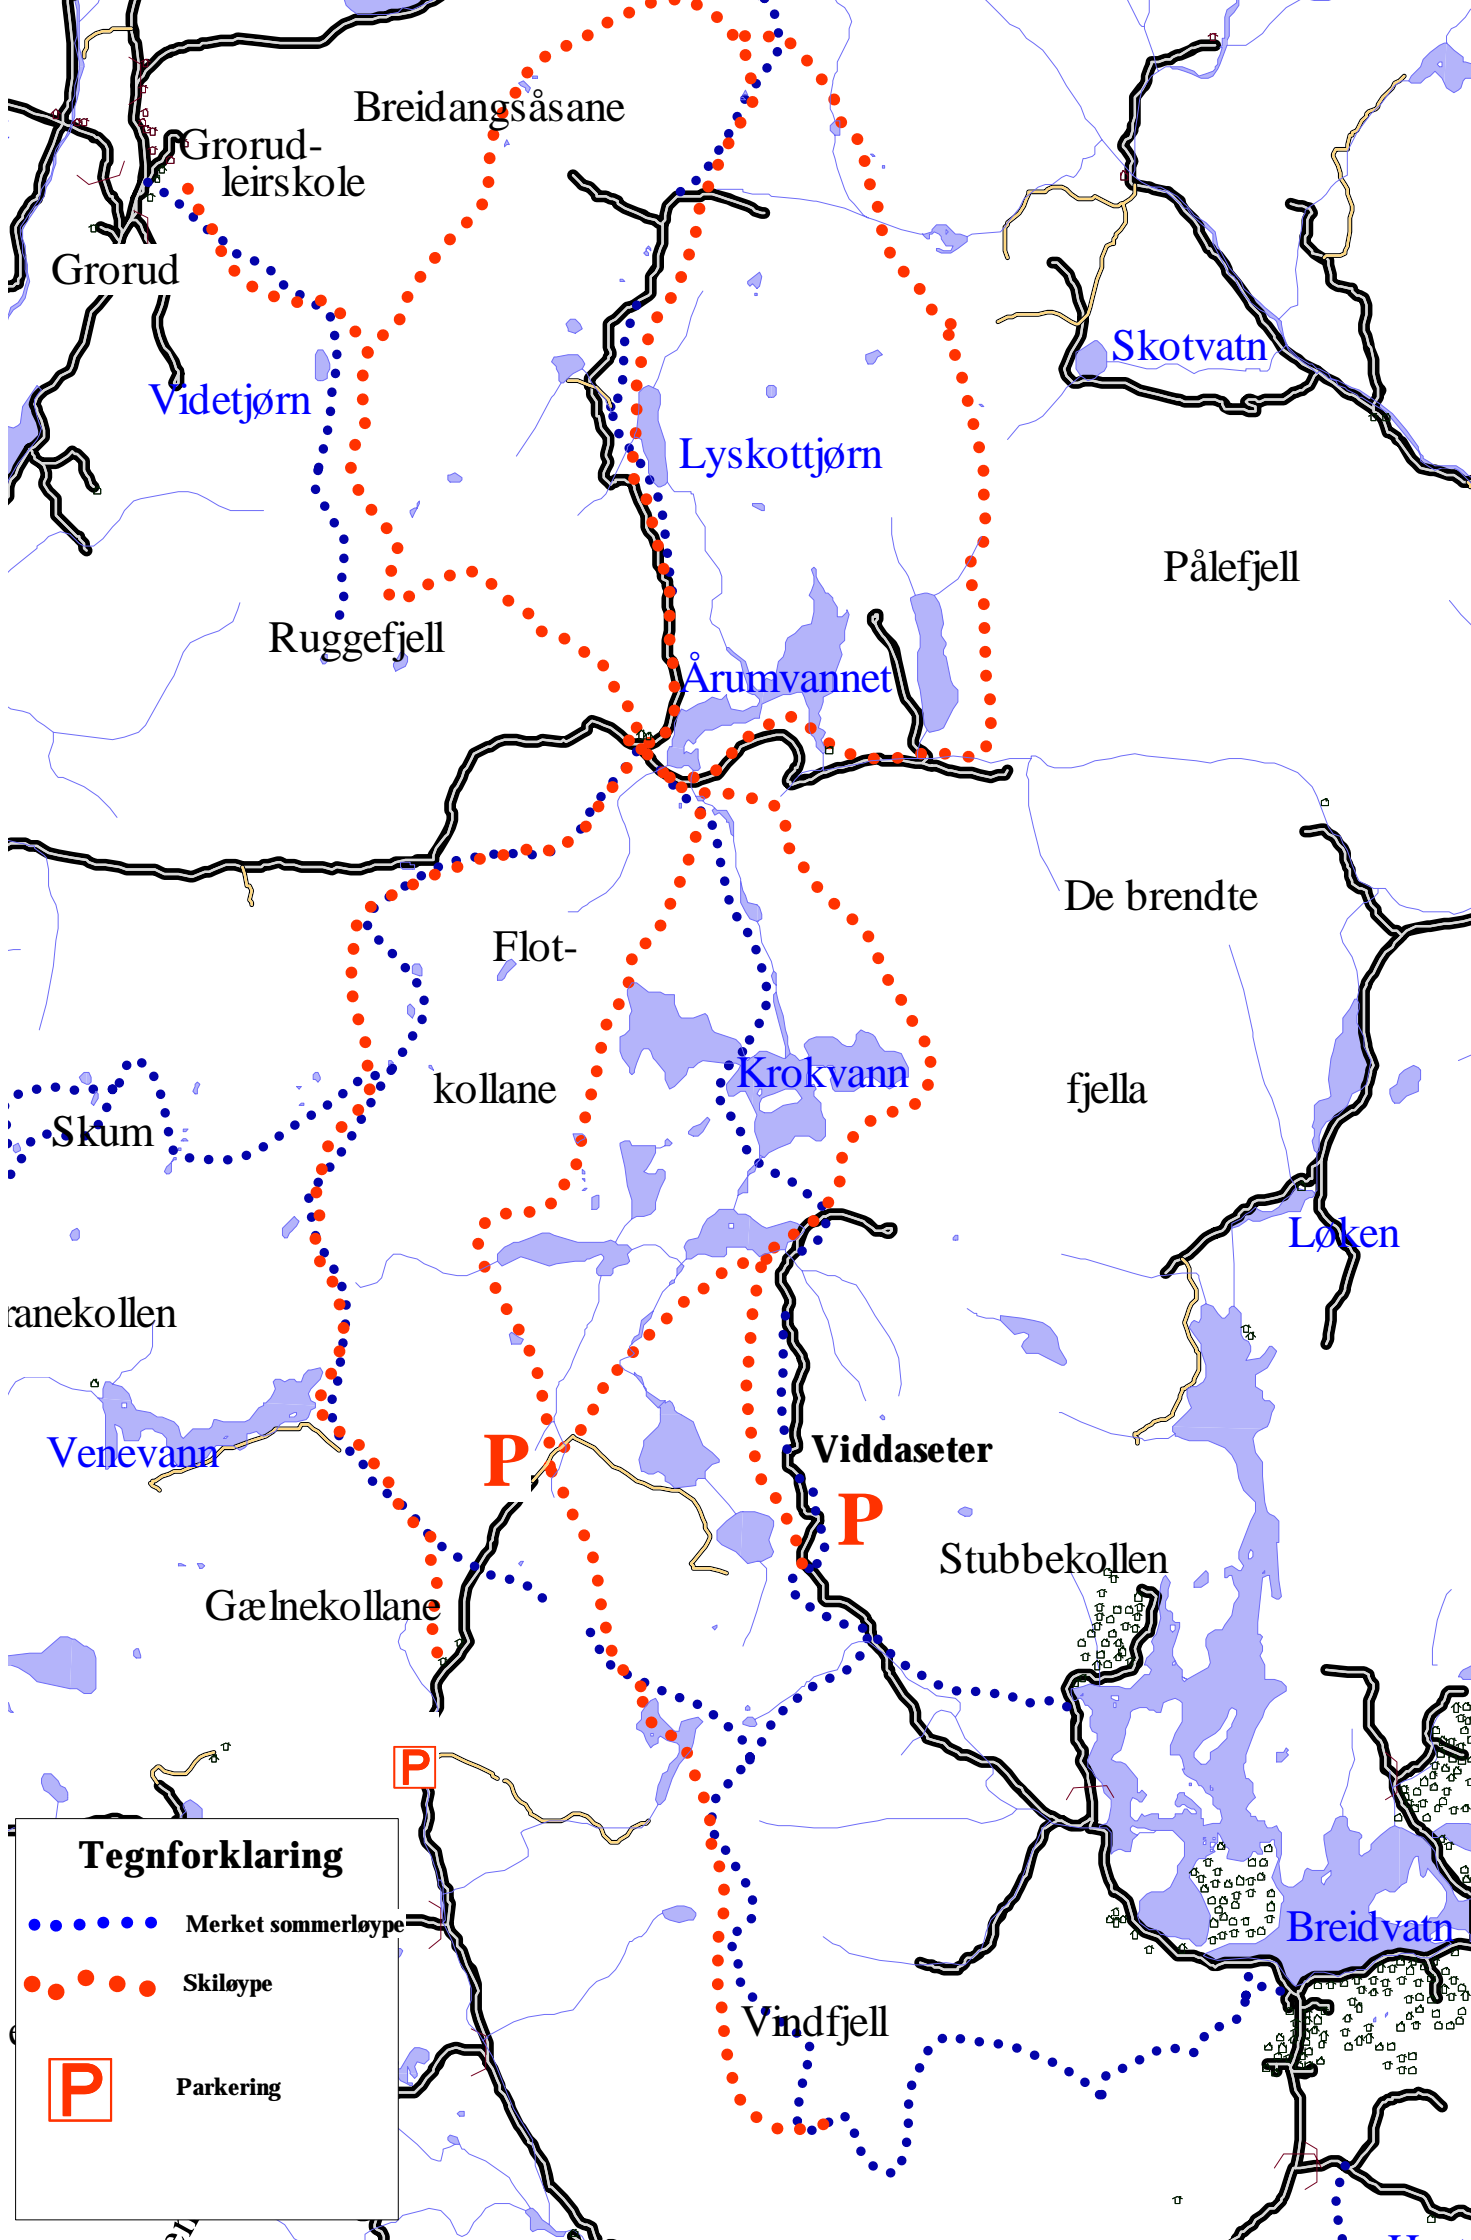 Breidangsåsane
Grorud-
leirskole
Grorud
Skotvatn
Videtjørn
Lyskottjørn
Pålefjell
Ruggefjell
Årumvannet
De brendte
Flot-
Krokvann
kollane
fjella
Skum
Løken
ranekollen
Venevann
P
Viddaseter
P
Stubbekollen
Gælnekollane
P
Tegnforklaring
Merket sommerløype
Breidvatn
Skiløype
Vindfjell
P
Parkering